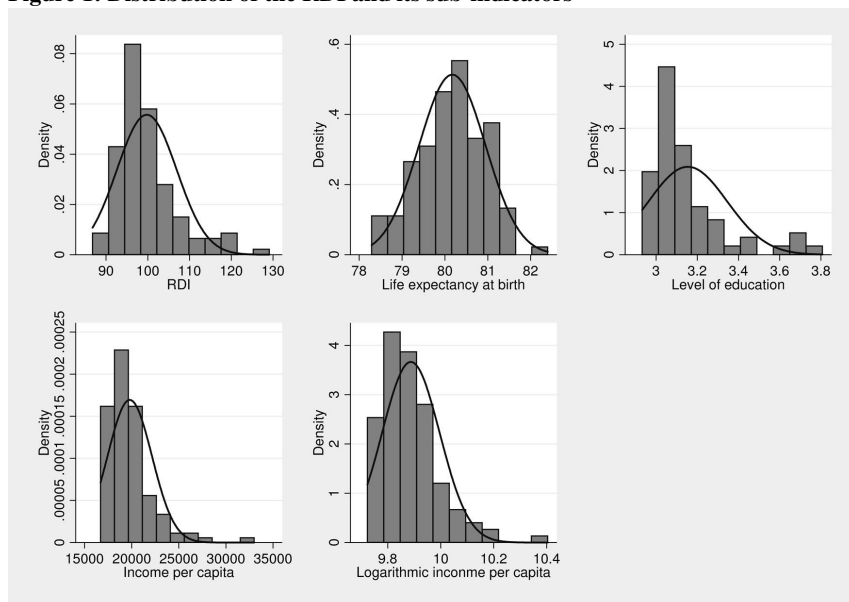 Figure 1: Distribution of the RDI and its sub-indicators
Density
0 .02 .04 .06 .08
90 100 110 120 130
RDI
Density
0 .2 .4 .6
78 79 80 81 82
Life expectancy at birth
Density
0 1 2 3 4 5
3 3.2 3.4 3.6 3.8
Level of education
Density
0 .00005 .0001 .00015 .0002 .00025
15000 20000 25000 30000 35000
Income per capita
Density
0 1 2 3 4
9.8 10 10.2 10.4
Logarithmic inconme per capita